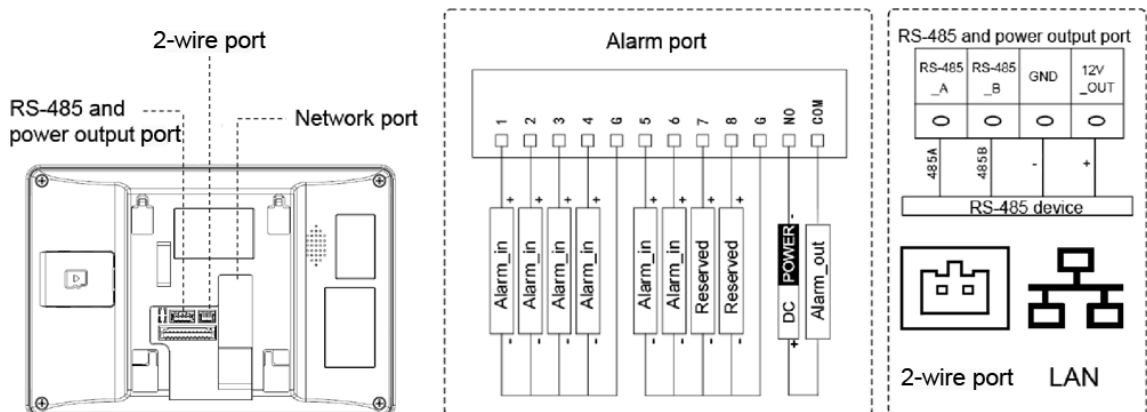 2-wire port
RS-485 and
power output port
Network port
Alarm port
1 2 3 4 G 5 6 7 8 G NO COM
+ + + + + + + + -
Alarm_in Alarm_in Alarm_in Alarm_in Alarm_in Alarm_in Reserved Reserved DC POWER Alarm_out
- - - - - - - - +
RS-485 and power output port
RS-485
_A
RS-485
_B
GND
12V
_OUT
485A 485B - +
RS-485 device
2-wire port
LAN